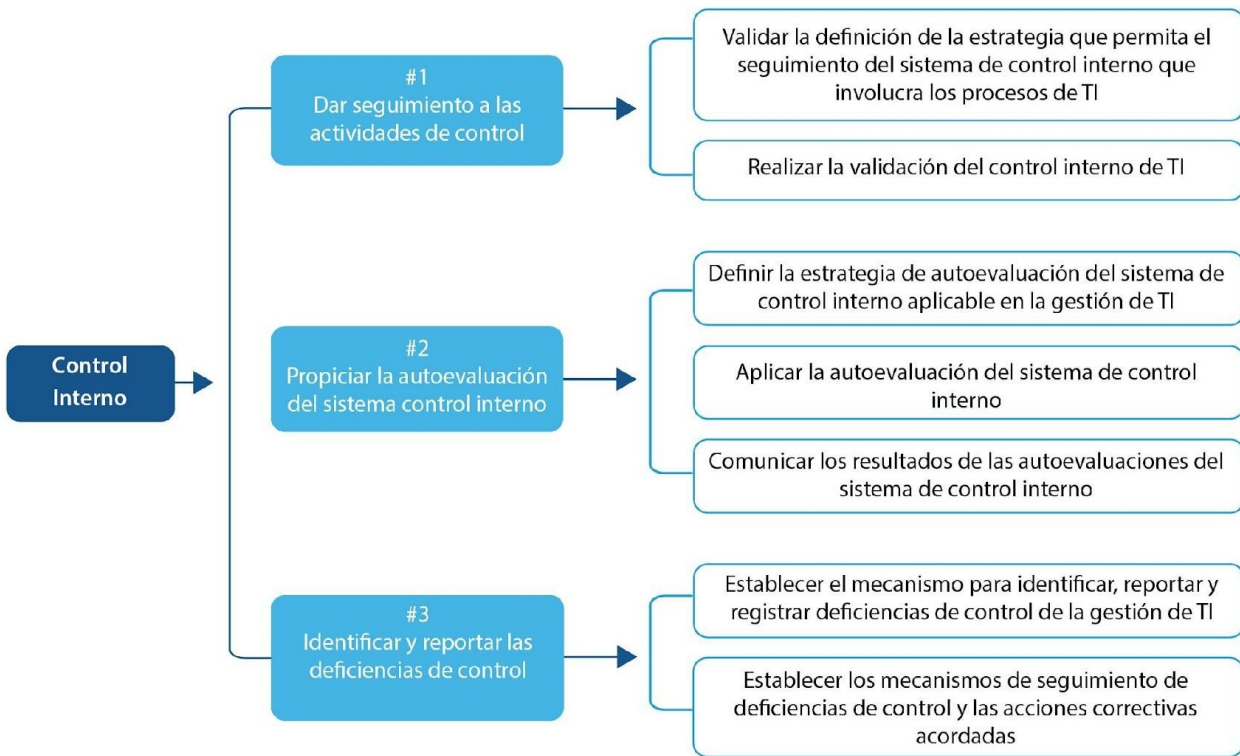 Control
Interno
#1
Dar seguimiento a las
actividades de control
Validar la definición de la estrategia que permita el
seguimiento del sistema de control interno que
involucra los procesos de TI
Realizar la validación del control interno de TI
#2
Propiciar la autoevaluación
del sistema control interno
Definir la estrategia de autoevaluación del sistema de
control interno aplicable en la gestión de TI
Aplicar la autoevaluación del sistema de control
interno
Comunicar los resultados de las autoevaluaciones del
sistema de control interno
#3
Identificar y reportar las
deficiencias de control
Establecer el mecanismo para identificar, reportar y
registrar deficiencias de control de la gestión de TI
Establecer los mecanismos de seguimiento de
deficiencias de control y las acciones correctivas
acordadas